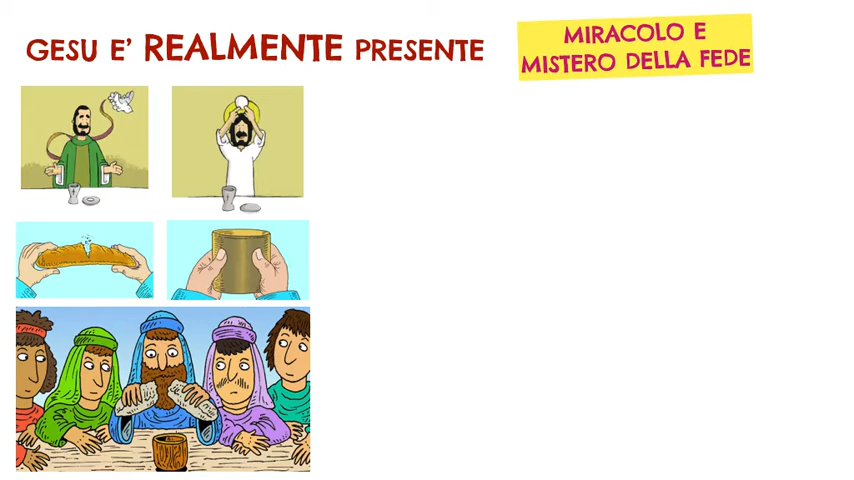 GESU E' REALMENTE PRESENTE
MIRACOLO E
MISTERO DELLA FEDE